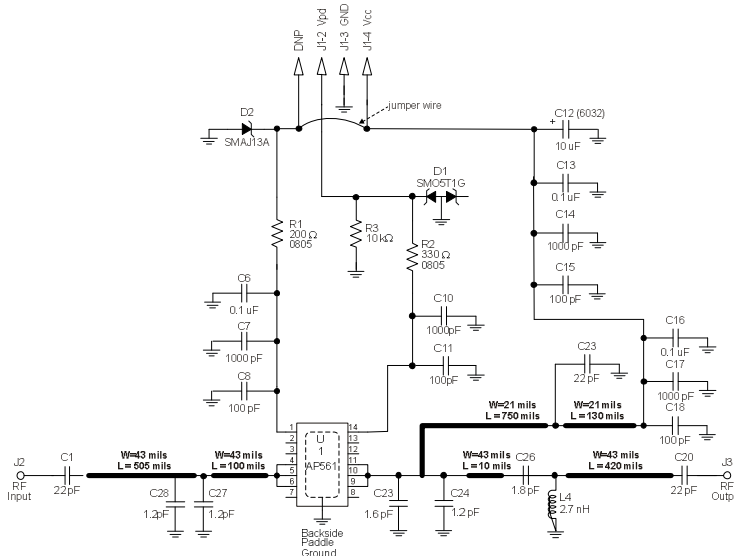 DNP
J1-2 Vpd
J1-3 GND
J1-4 Vcc
jumper wire
D2
SMAJ13A
C12 (6032)
+
10 uF
D1
SMO5T1G
C13
0.1 uF
C14
1000 pF
C15
100 pF
R1
200 Ω
0805
R3
10 kΩ
R2
330 Ω
0805
C6
0.1 uF
C7
1000 pF
C8
100 pF
C10
1000pF
C11
100pF
C16
0.1 uF
C17
1000 pF
C18
100 pF
C23
22 pF
W=21 mils
L = 750 mils
W=21 mils
L = 130 mils
1
2
3
4
5
6
7
14
13
12
11
10
9
8
U
1
AP561
Backside
Paddle
Ground
J2
RF
Input
C1
22 pF
W=43 mils
L = 505 mils
W=43 mils
L = 100 mils
C28
1.2pF
C27
1.2pF
C23
1.6 pF
C24
1.2 pF
W=43 mils
L = 10 mils
C26
1.8 pF
L4
2.7 nH
W=43 mils
L = 420 mils
C20
22 pF
J3
RF
Outp